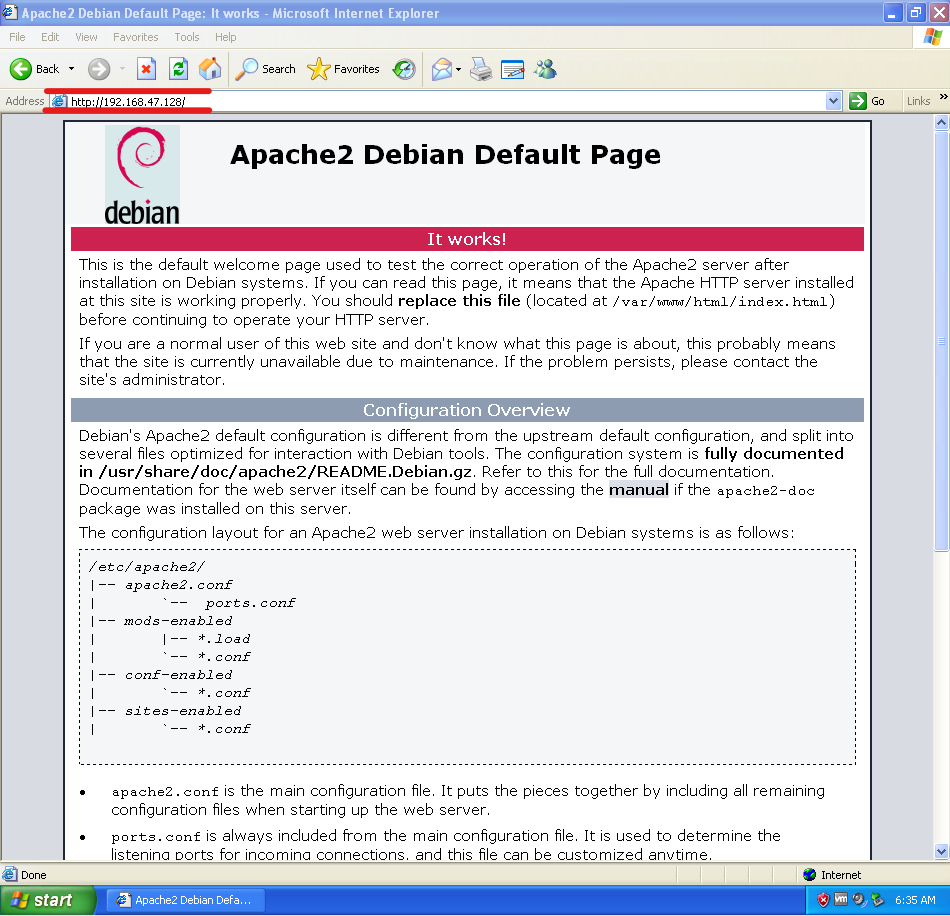 Apache2 Debian Default Page: It works - Microsoft Internet Explorer
File Edit View Favorites Tools Help
Back Search Favorites
Address http://192.168.47.128/ Go Links »
debian
Apache2 Debian Default Page
It works!
This is the default welcome page used to test the correct operation of the Apache2 server after
installation on Debian systems. If you can read this page, it means that the Apache HTTP server installed
at this site is working properly. You should replace this file (located at /var/www/html/index.html)
before continuing to operate your HTTP server.
If you are a normal user of this web site and don't know what this page is about, this probably means
that the site is currently unavailable due to maintenance. If the problem persists, please contact the
site's administrator.
Configuration Overview
Debian's Apache2 default configuration is different from the upstream default configuration, and split into
several files optimized for interaction with Debian tools. The configuration system is fully documented
in /usr/share/doc/apache2/README.Debian.gz. Refer to this for the full documentation.
Documentation for the web server itself can be found by accessing the manual if the apache2-doc
package was installed on this server.
The configuration layout for an Apache2 web server installation on Debian systems is as follows:
/etc/apache2/
|-- apache2.conf
|       `--  ports.conf
|-- mods-enabled
|       |-- *.load
|       `-- *.conf
|-- conf-enabled
|       `-- *.conf
|-- sites-enabled
|       `-- *.conf
• apache2.conf is the main configuration file. It puts the pieces together by including all remaining
configuration files when starting up the web server.
• ports.conf is always included from the main configuration file. It is used to determine the
listening ports for incoming connections, and this file can be customized anytime.
Done Internet
start Apache2 Debian Defa... vm 6:35 AM